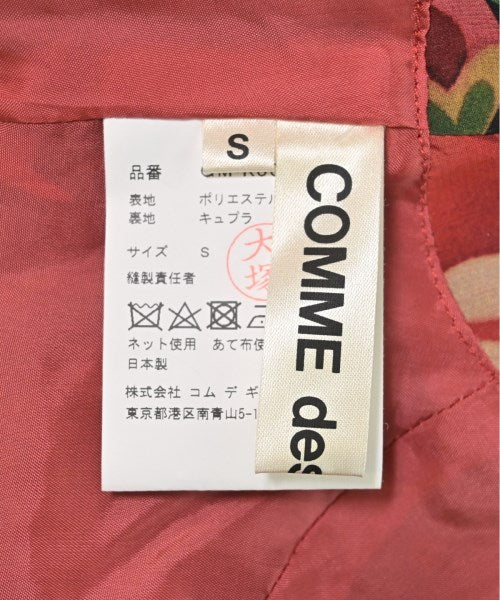 S
COMME des
品番
表地 ポリエステル
裏地 キュプラ
サイズ S
大塚
縫製責任者
ネット使用 あて布使
日本製
株式会社 コム デ ギ
東京都港区南青山5-1